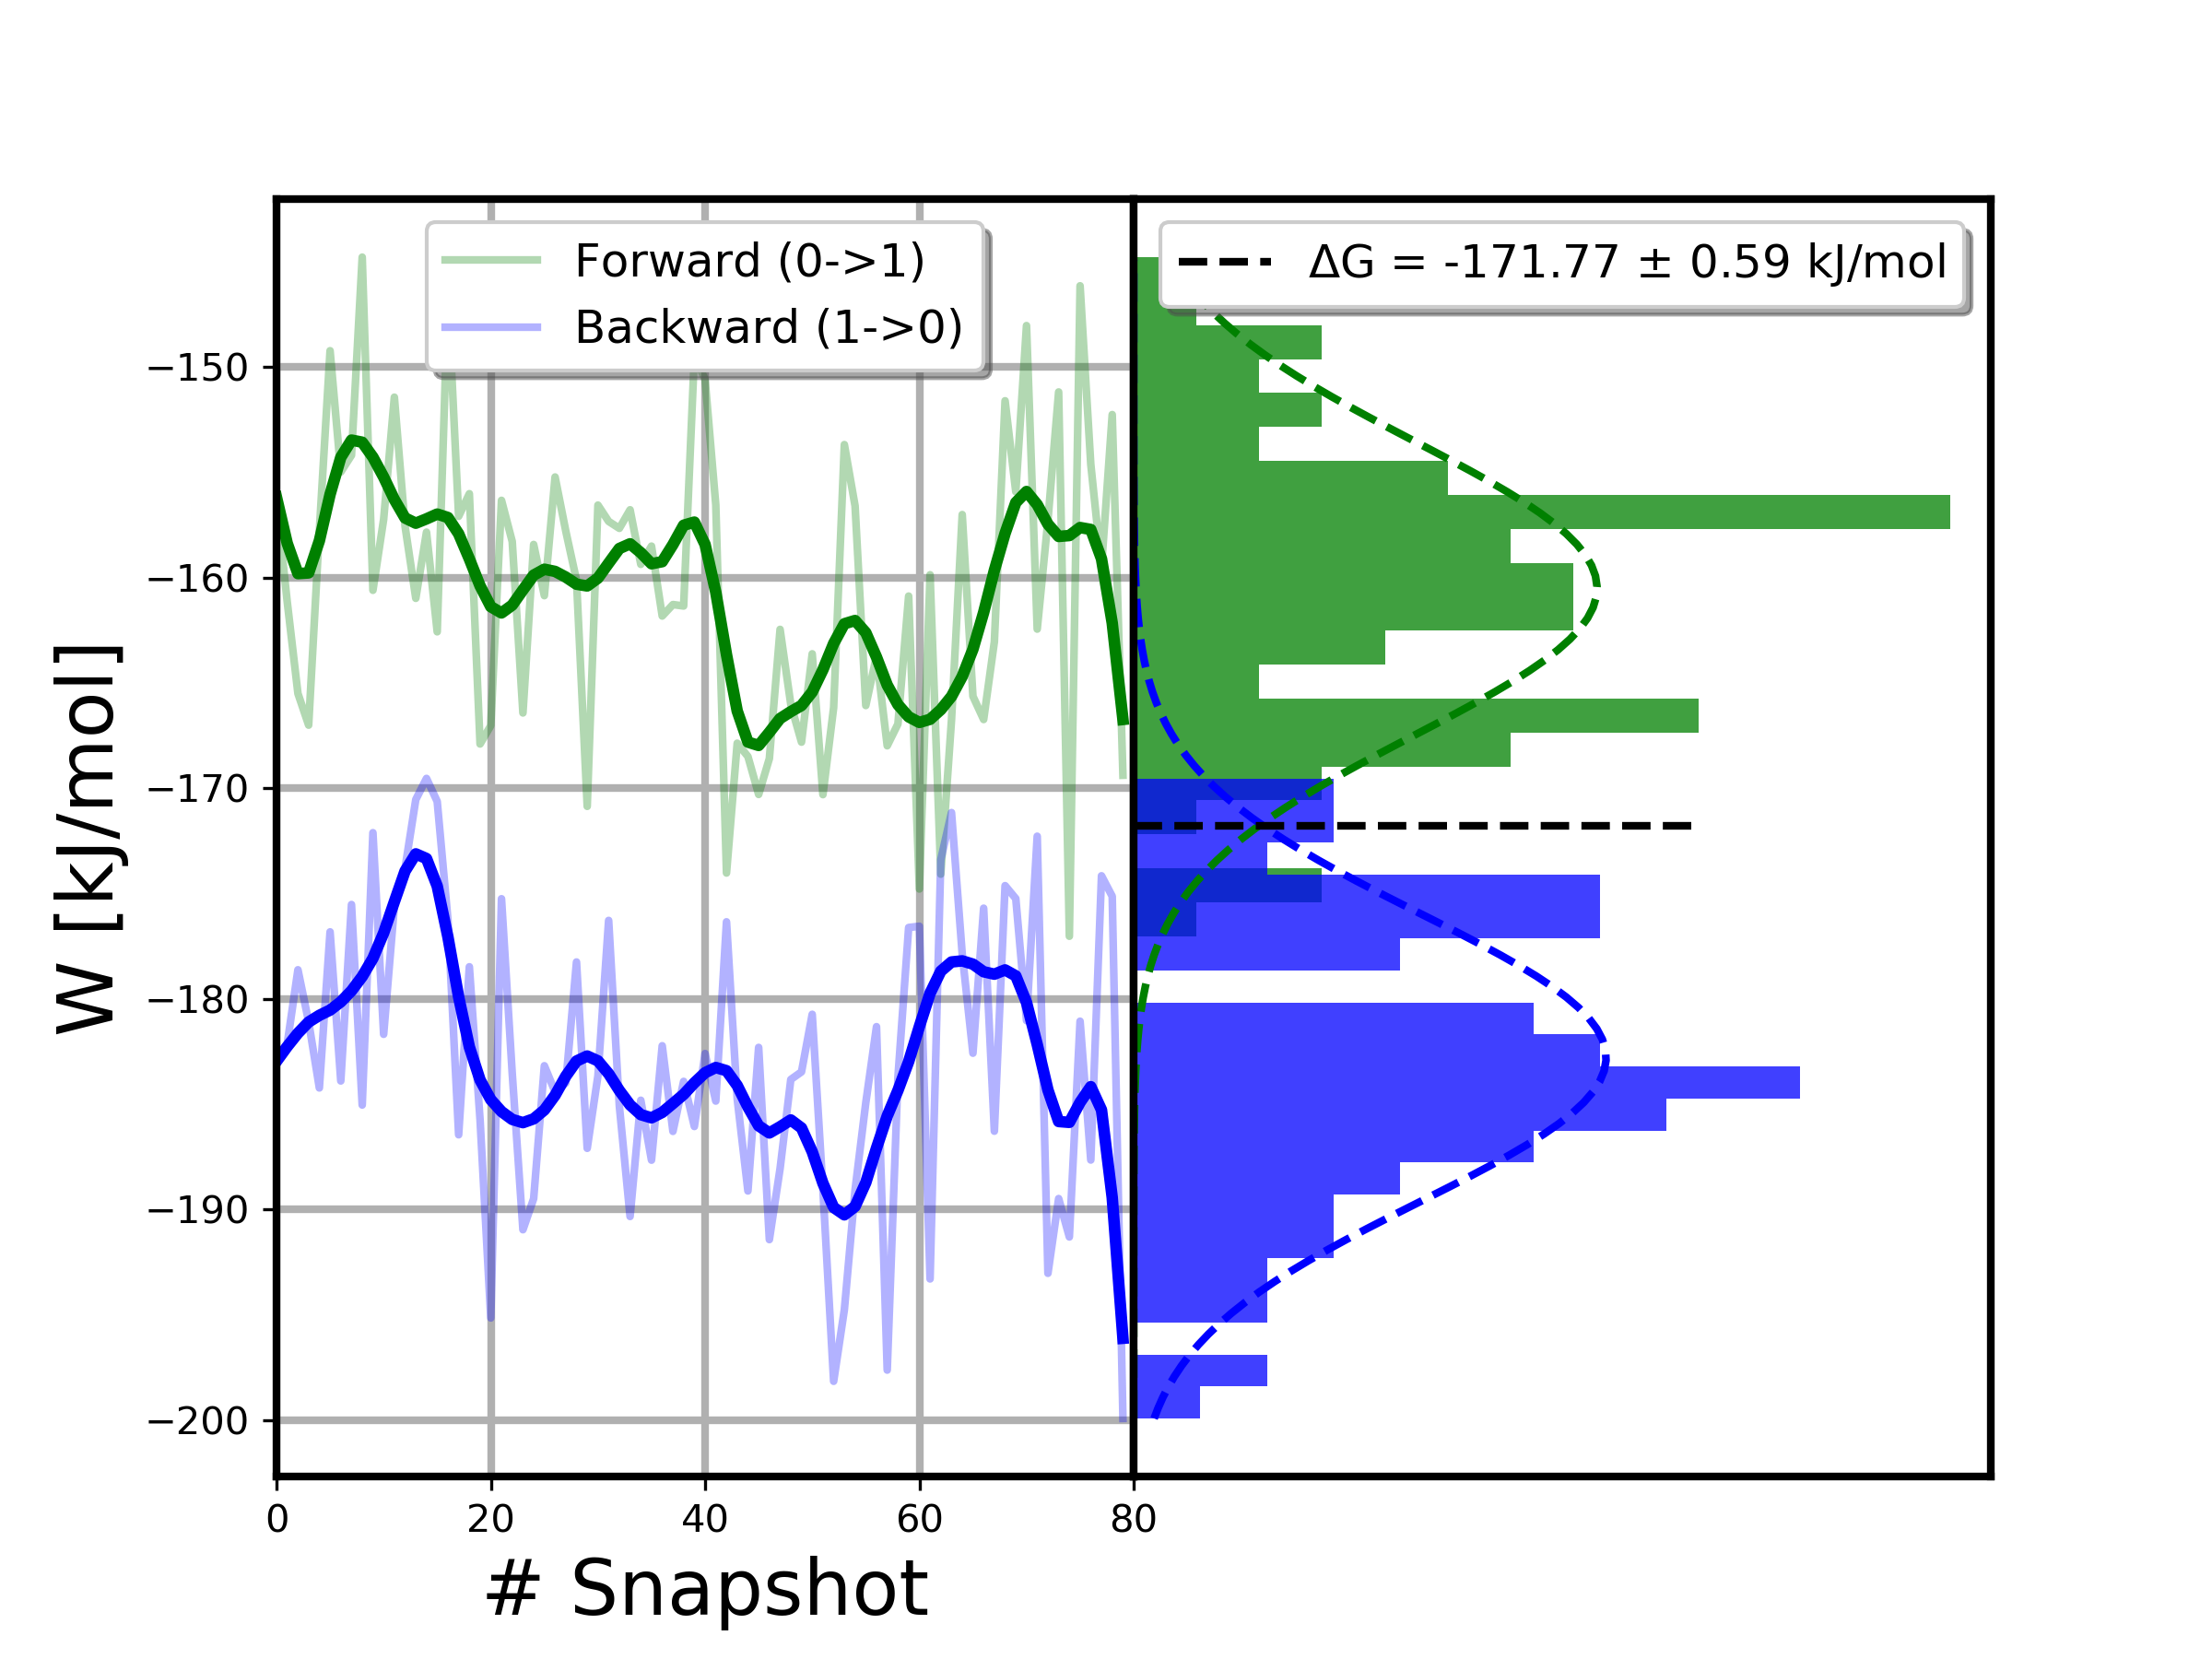 Forward (0->1)
Backward (1->0)
ΔG = -171.77 ± 0.59 kJ/mol
W [kJ/mol]
−150
−160
−170
−180
−190
−200
0
20
40
60
80
# Snapshot